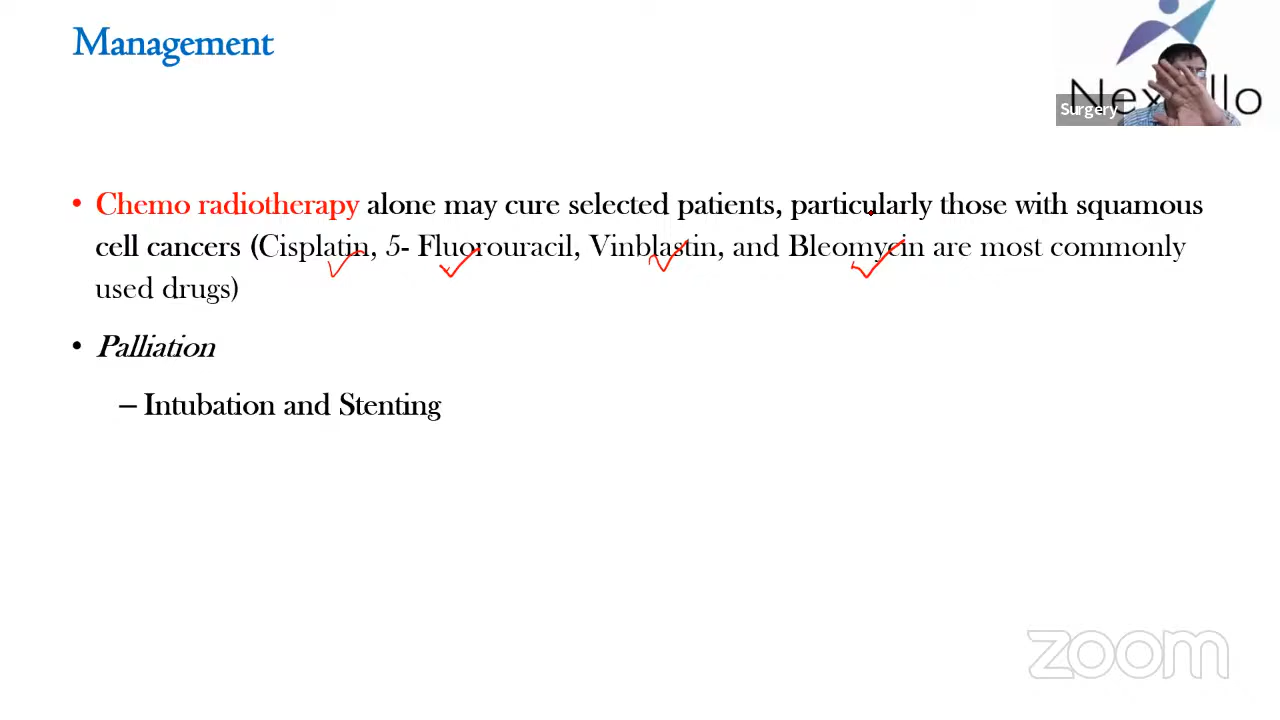 Management
Surgery
• Chemo radiotherapy alone may cure selected patients, particularly those with squamous
cell cancers (Cisplatin, 5- Fluorouracil, Vinblastin, and Bleomycin are most commonly
used drugs)
• Palliation
– Intubation and Stenting
zoom